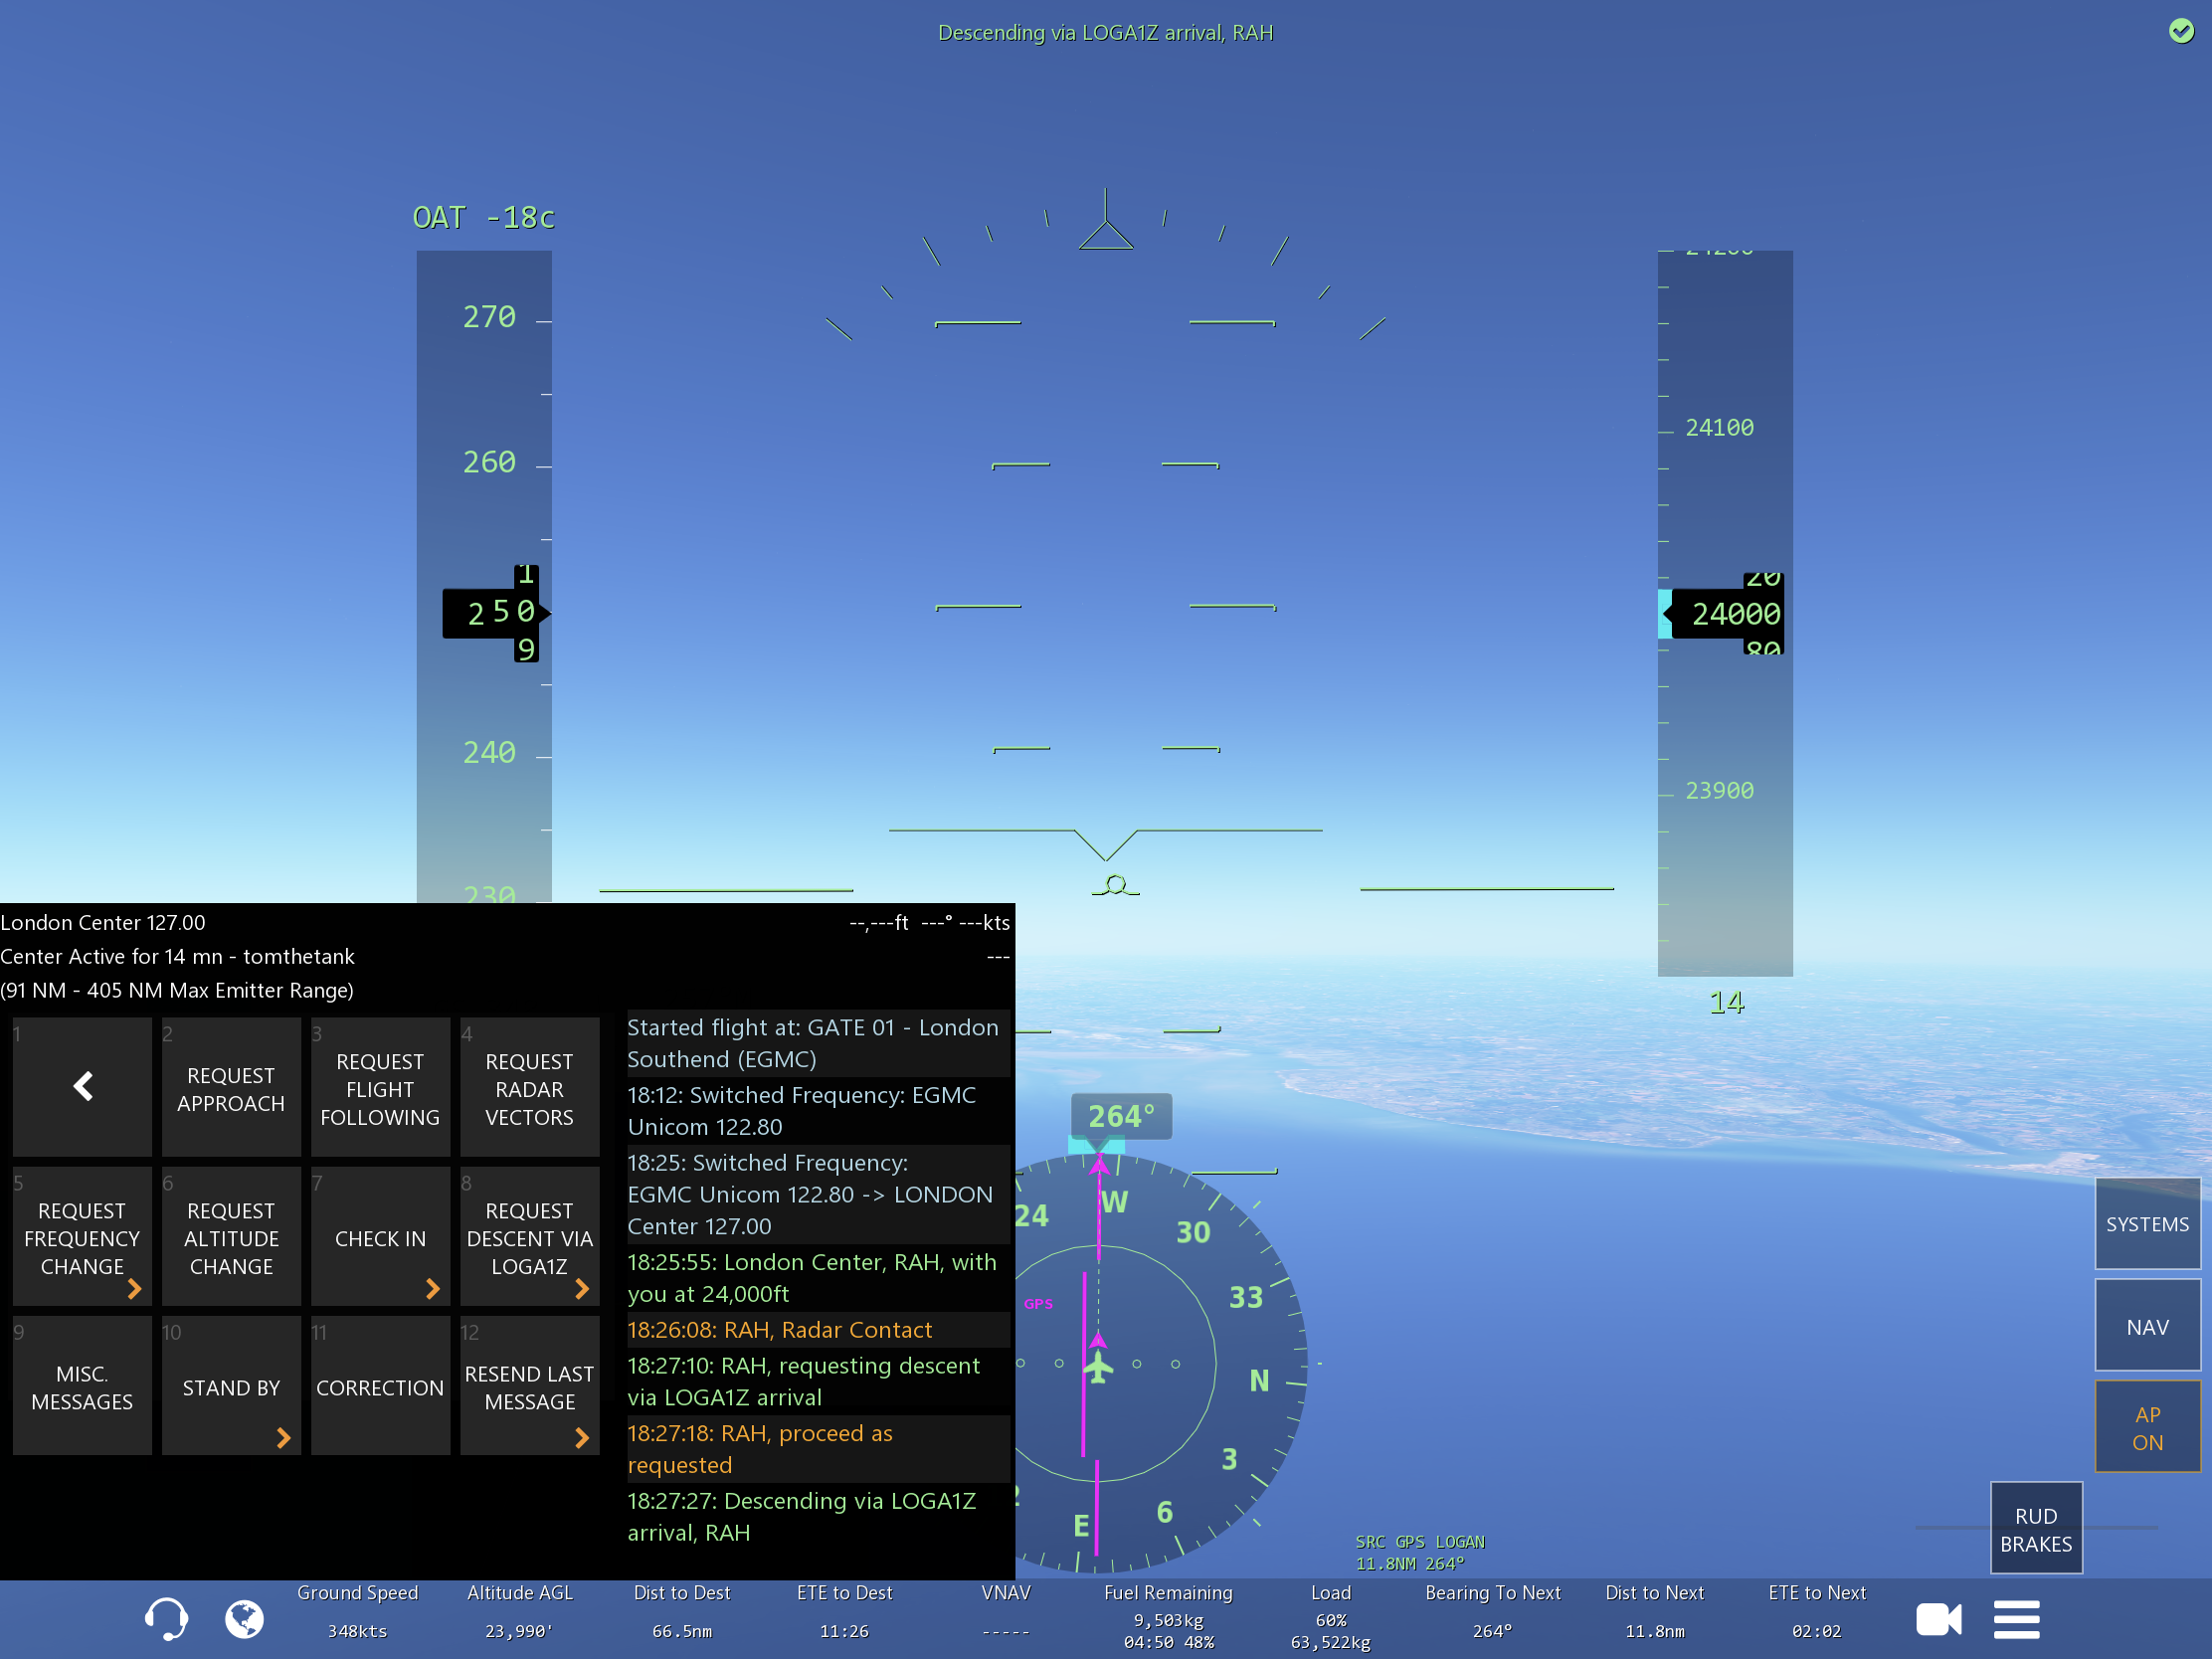 Descending via LOGA1Z arrival, RAH
OAT -18c
270
260
250
1
9
240
230
24200
24100
20
24000
80
23900
14
London Center 127.00
--,---ft ---° ---kts
Center Active for 14 mn - tomthetank
---
(91 NM - 405 NM Max Emitter Range)
1
2
REQUEST
APPROACH
3
REQUEST
FLIGHT
FOLLOWING
4
REQUEST
RADAR
VECTORS
5
REQUEST
FREQUENCY
CHANGE
6
REQUEST
ALTITUDE
CHANGE
7
CHECK IN
8
REQUEST
DESCENT VIA
LOGA1Z
9
MISC.
MESSAGES
10
STAND BY
11
CORRECTION
12
RESEND LAST
MESSAGE
Started flight at: GATE 01 - London
Southend (EGMC)
18:12: Switched Frequency: EGMC
Unicom 122.80
18:25: Switched Frequency:
EGMC Unicom 122.80 -> LONDON
Center 127.00
18:25:55: London Center, RAH, with
you at 24,000ft
18:26:08: RAH, Radar Contact
18:27:10: RAH, requesting descent
via LOGA1Z arrival
18:27:18: RAH, proceed as
requested
18:27:27: Descending via LOGA1Z
arrival, RAH
264°
24
W
30
33
N
3
6
E
GPS
SRC GPS LOGAN
11.8NM 264°
SYSTEMS
NAV
AP
ON
RUD
BRAKES
Ground Speed
348kts
Altitude AGL
23,990'
Dist to Dest
66.5nm
ETE to Dest
11:26
VNAV
-----
Fuel Remaining
9,503kg
04:50 48%
Load
60%
63,522kg
Bearing To Next
264°
Dist to Next
11.8nm
ETE to Next
02:02